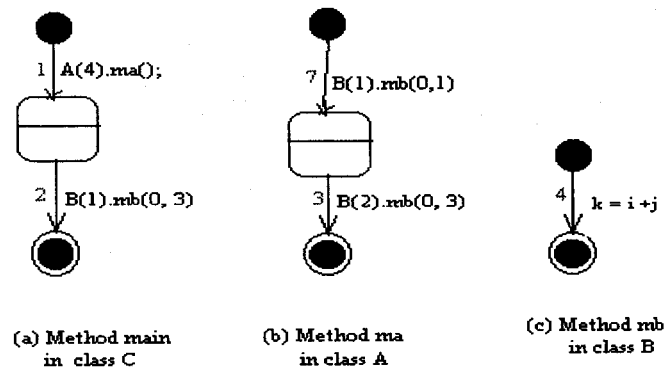 1 A(4).ma();
2 B(1).mb(0, 3)
(a) Method main
in class C
7 B(1).mb(0,1)
3 B(2).mb(0, 3)
(b) Method ma
in class A
4 k = i +j
(c) Method mb
in class B